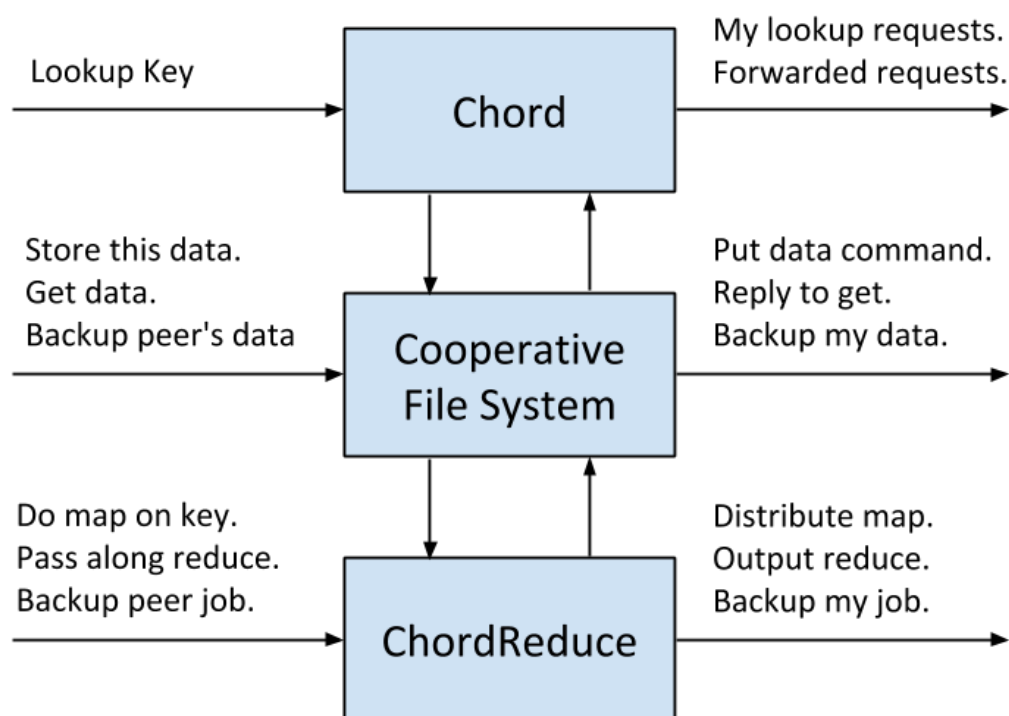 Lookup Key
Chord
My lookup requests.
Forwarded requests.
Store this data.
Get data.
Backup peer's data
Cooperative
File System
Put data command.
Reply to get.
Backup my data.
Do map on key.
Pass along reduce.
Backup peer job.
ChordReduce
Distribute map.
Output reduce.
Backup my job.